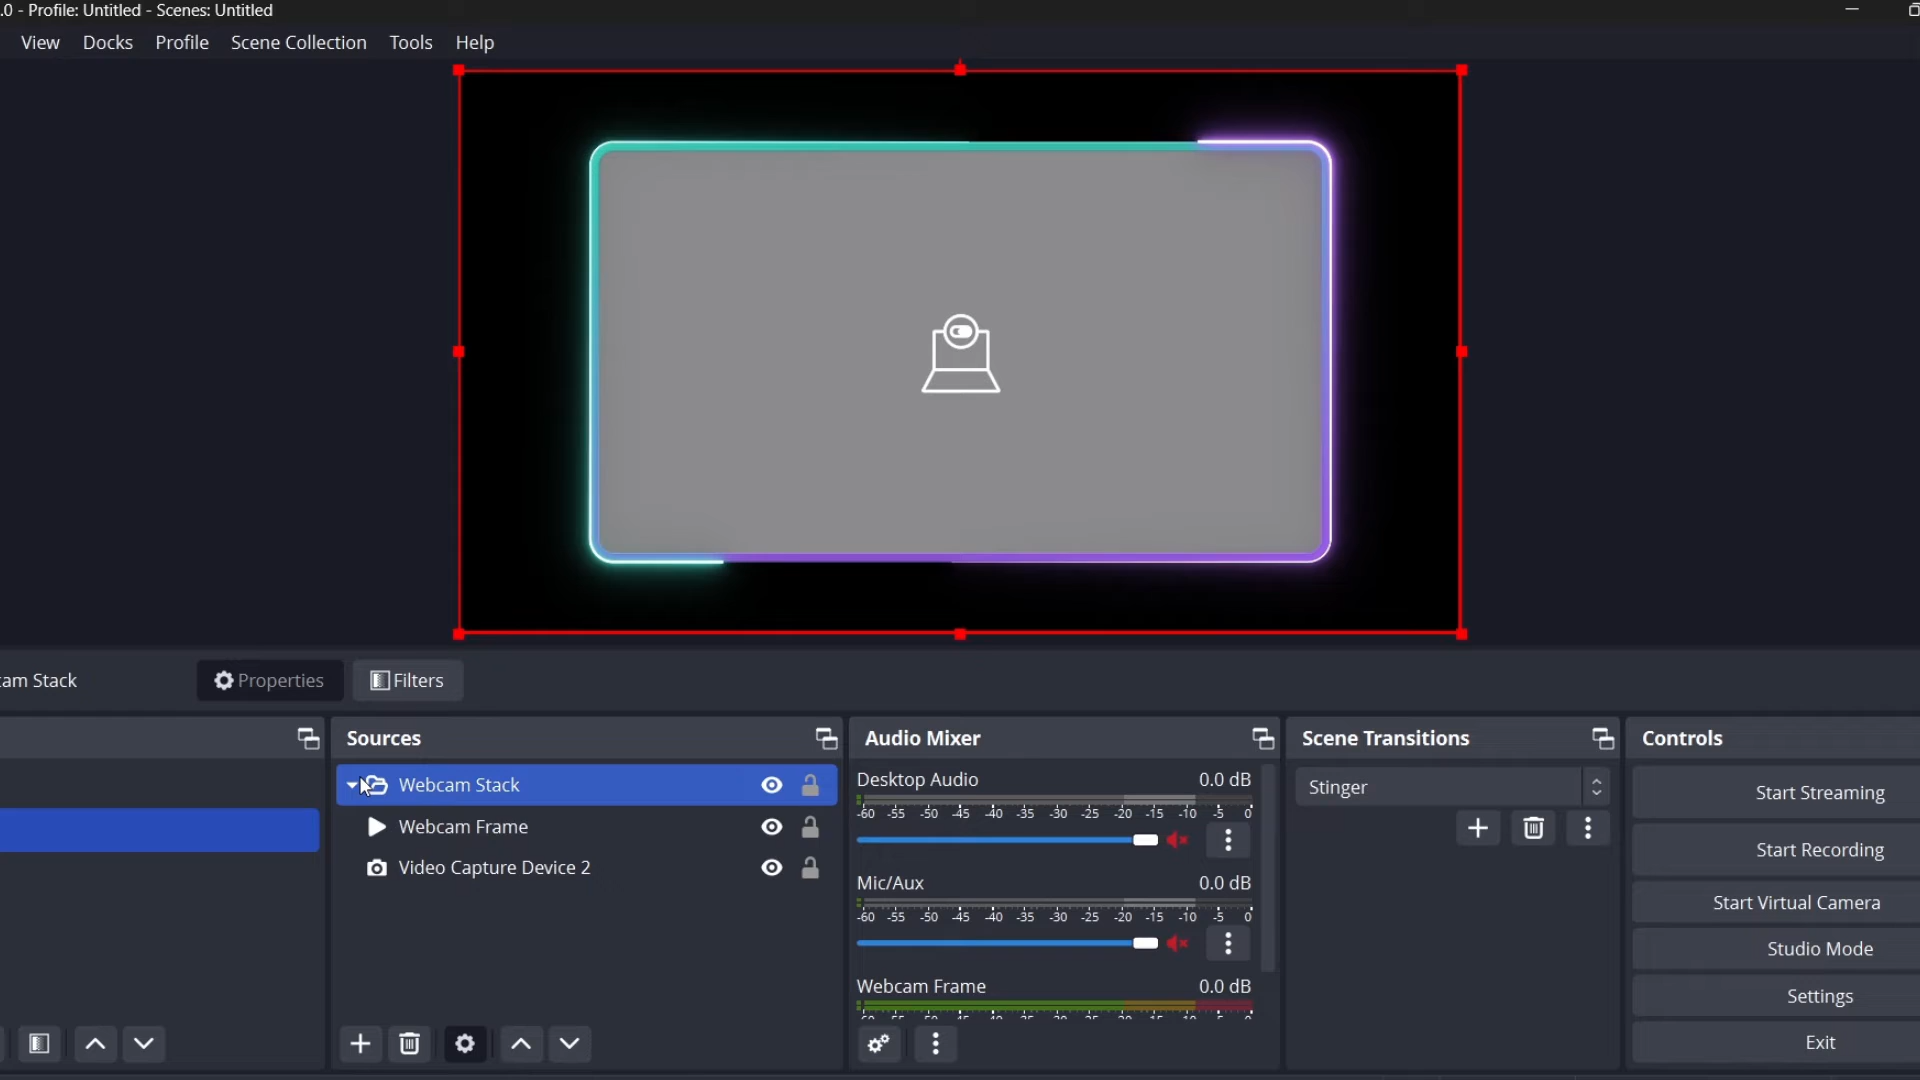 .0 - Profile: Untitled - Scenes: Untitled
View Docks Profile Scene Collection Tools Help
am Stack Properties Filters
Sources
Webcam Stack
Webcam Frame
Video Capture Device 2
Audio Mixer
Desktop Audio 0.0 dB
-60 -55 -50 -45 -40 -35 -30 -25 -20 -15 -10 -5 0
Mic/Aux 0.0 dB
-60 -55 -50 -45 -40 -35 -30 -25 -20 -15 -10 -5 0
Webcam Frame 0.0 dB
Scene Transitions
Stinger
Controls
Start Streaming
Start Recording
Start Virtual Camera
Studio Mode
Settings
Exit